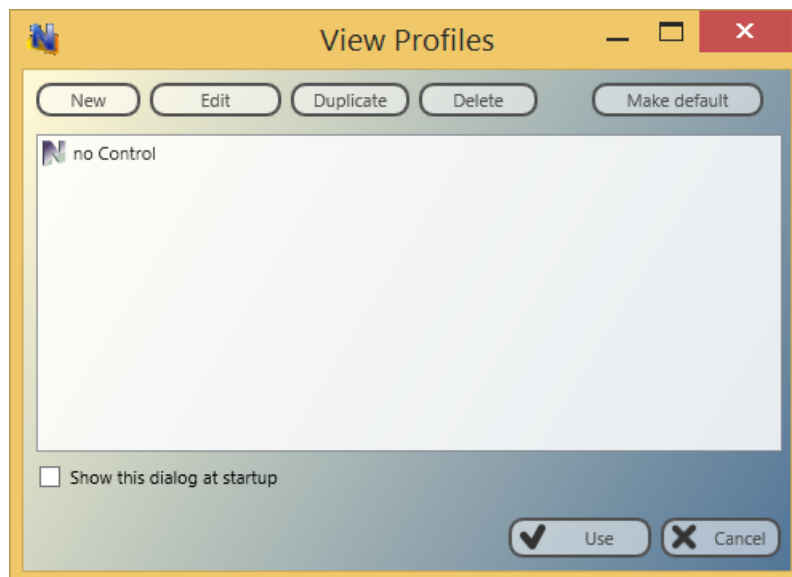 View Profiles
New Edit Duplicate Delete Make default
no Control
Show this dialog at startup
Use Cancel